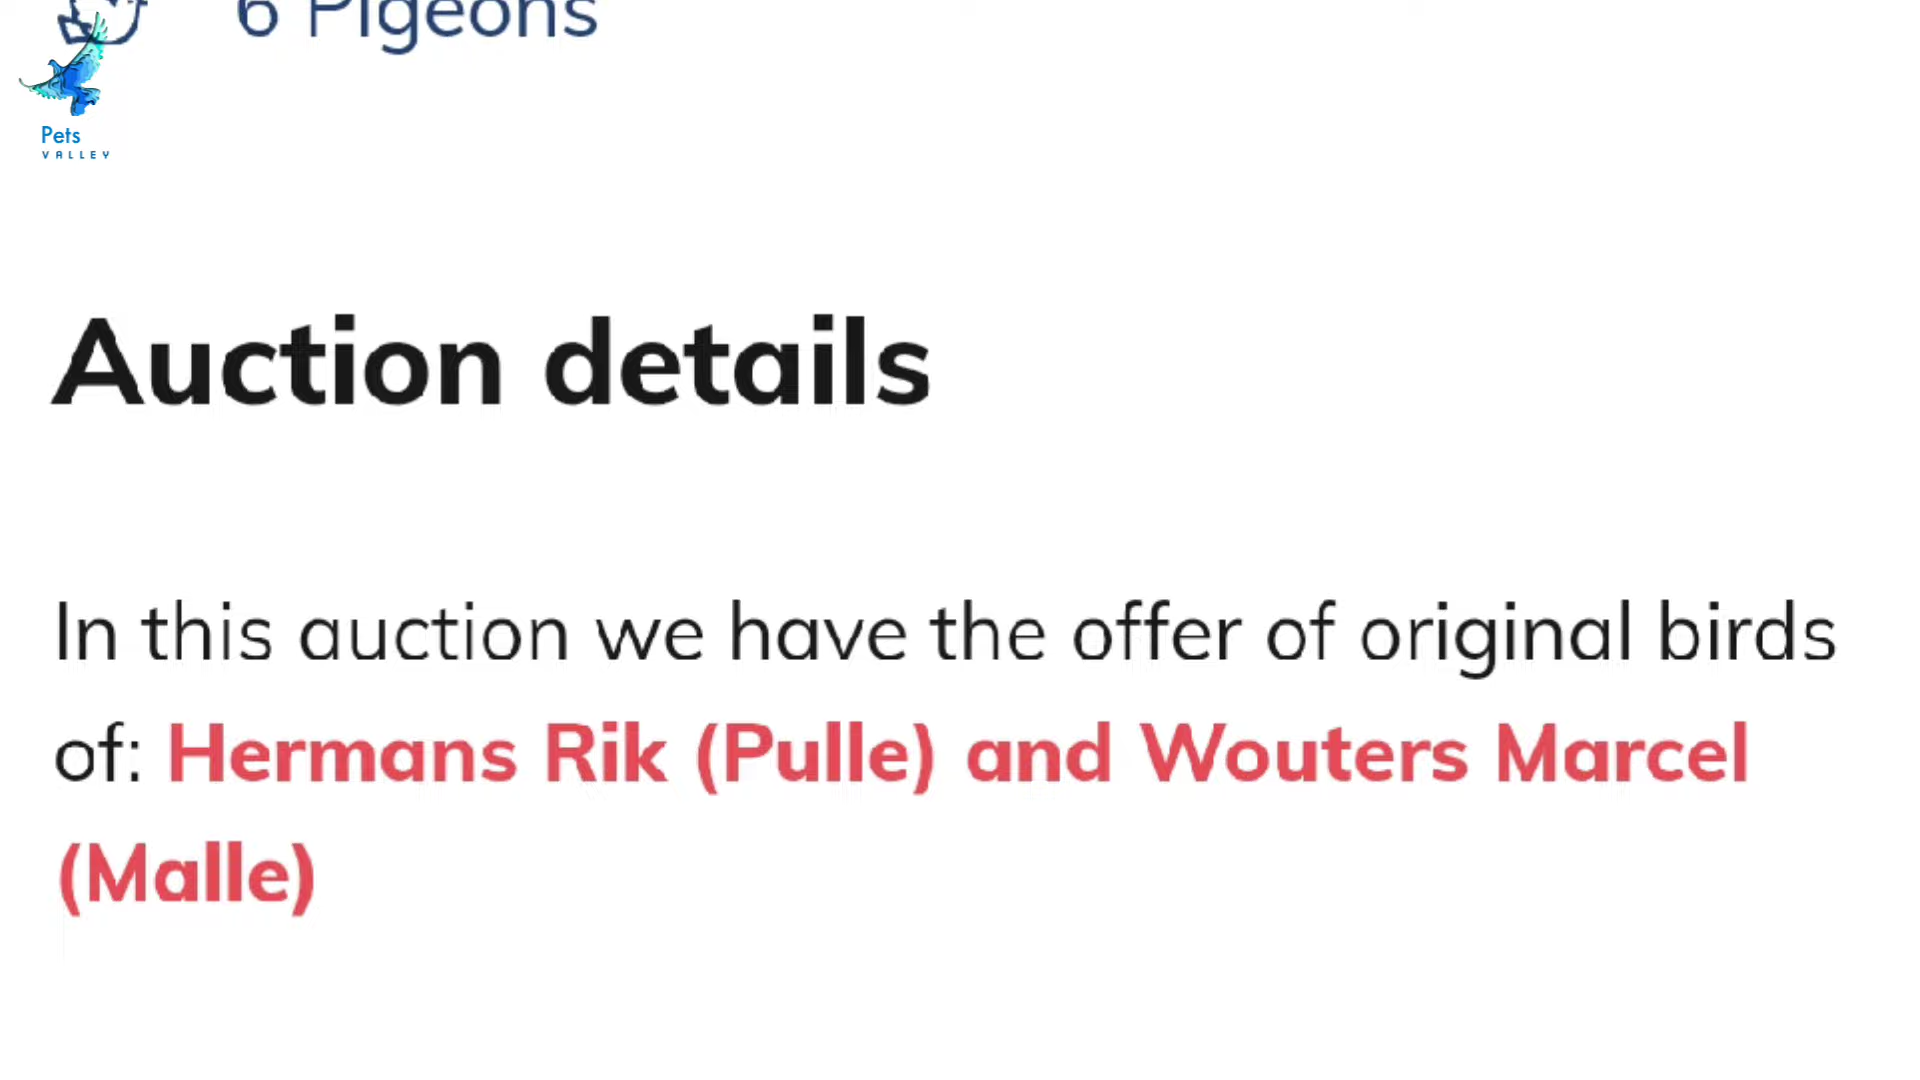 6 Pigeons
Pets
VALLEY
Auction details
In this auction we have the offer of original birds
of: Hermans Rik (Pulle) and Wouters Marcel
(Malle)